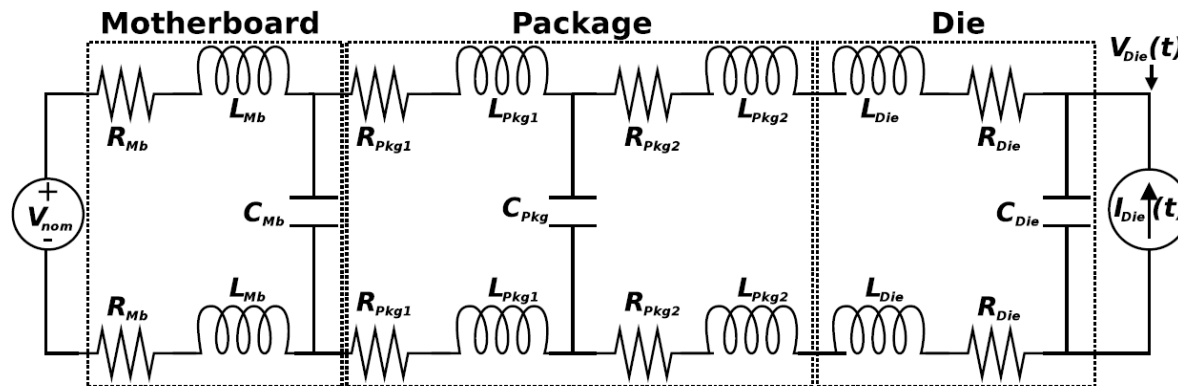 Motherboard Package Die
V_Die(t)
L_Mb L_Pkg1 L_Pkg2 L_Die
R_Mb R_Pkg1 R_Pkg2 R_Die
+
V_nom
-
C_Mb C_Pkg C_Die I_Die(t)
L_Mb L_Pkg1 L_Pkg2 L_Die
R_Mb R_Pkg1 R_Pkg2 R_Die